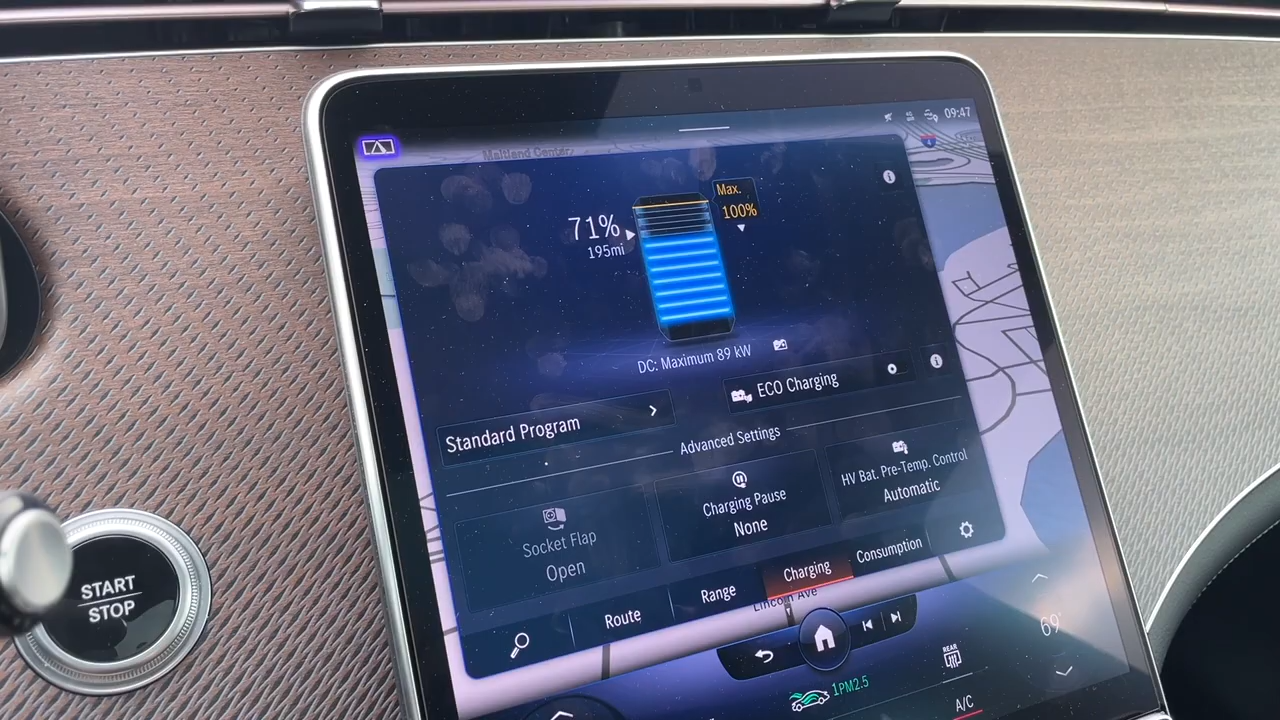 09:47
Maitland Center
Max.
100%
71%
195mi
DC: Maximum 89 kW
ECO Charging
Standard Program
Advanced Settings
Socket Flap
Open
Charging Pause
None
HV Bat. Pre-Temp. Control
Automatic
Route
Range
Charging
Consumption
Lincoln Ave
START
STOP
69
REAR
1PM2.5
A/C